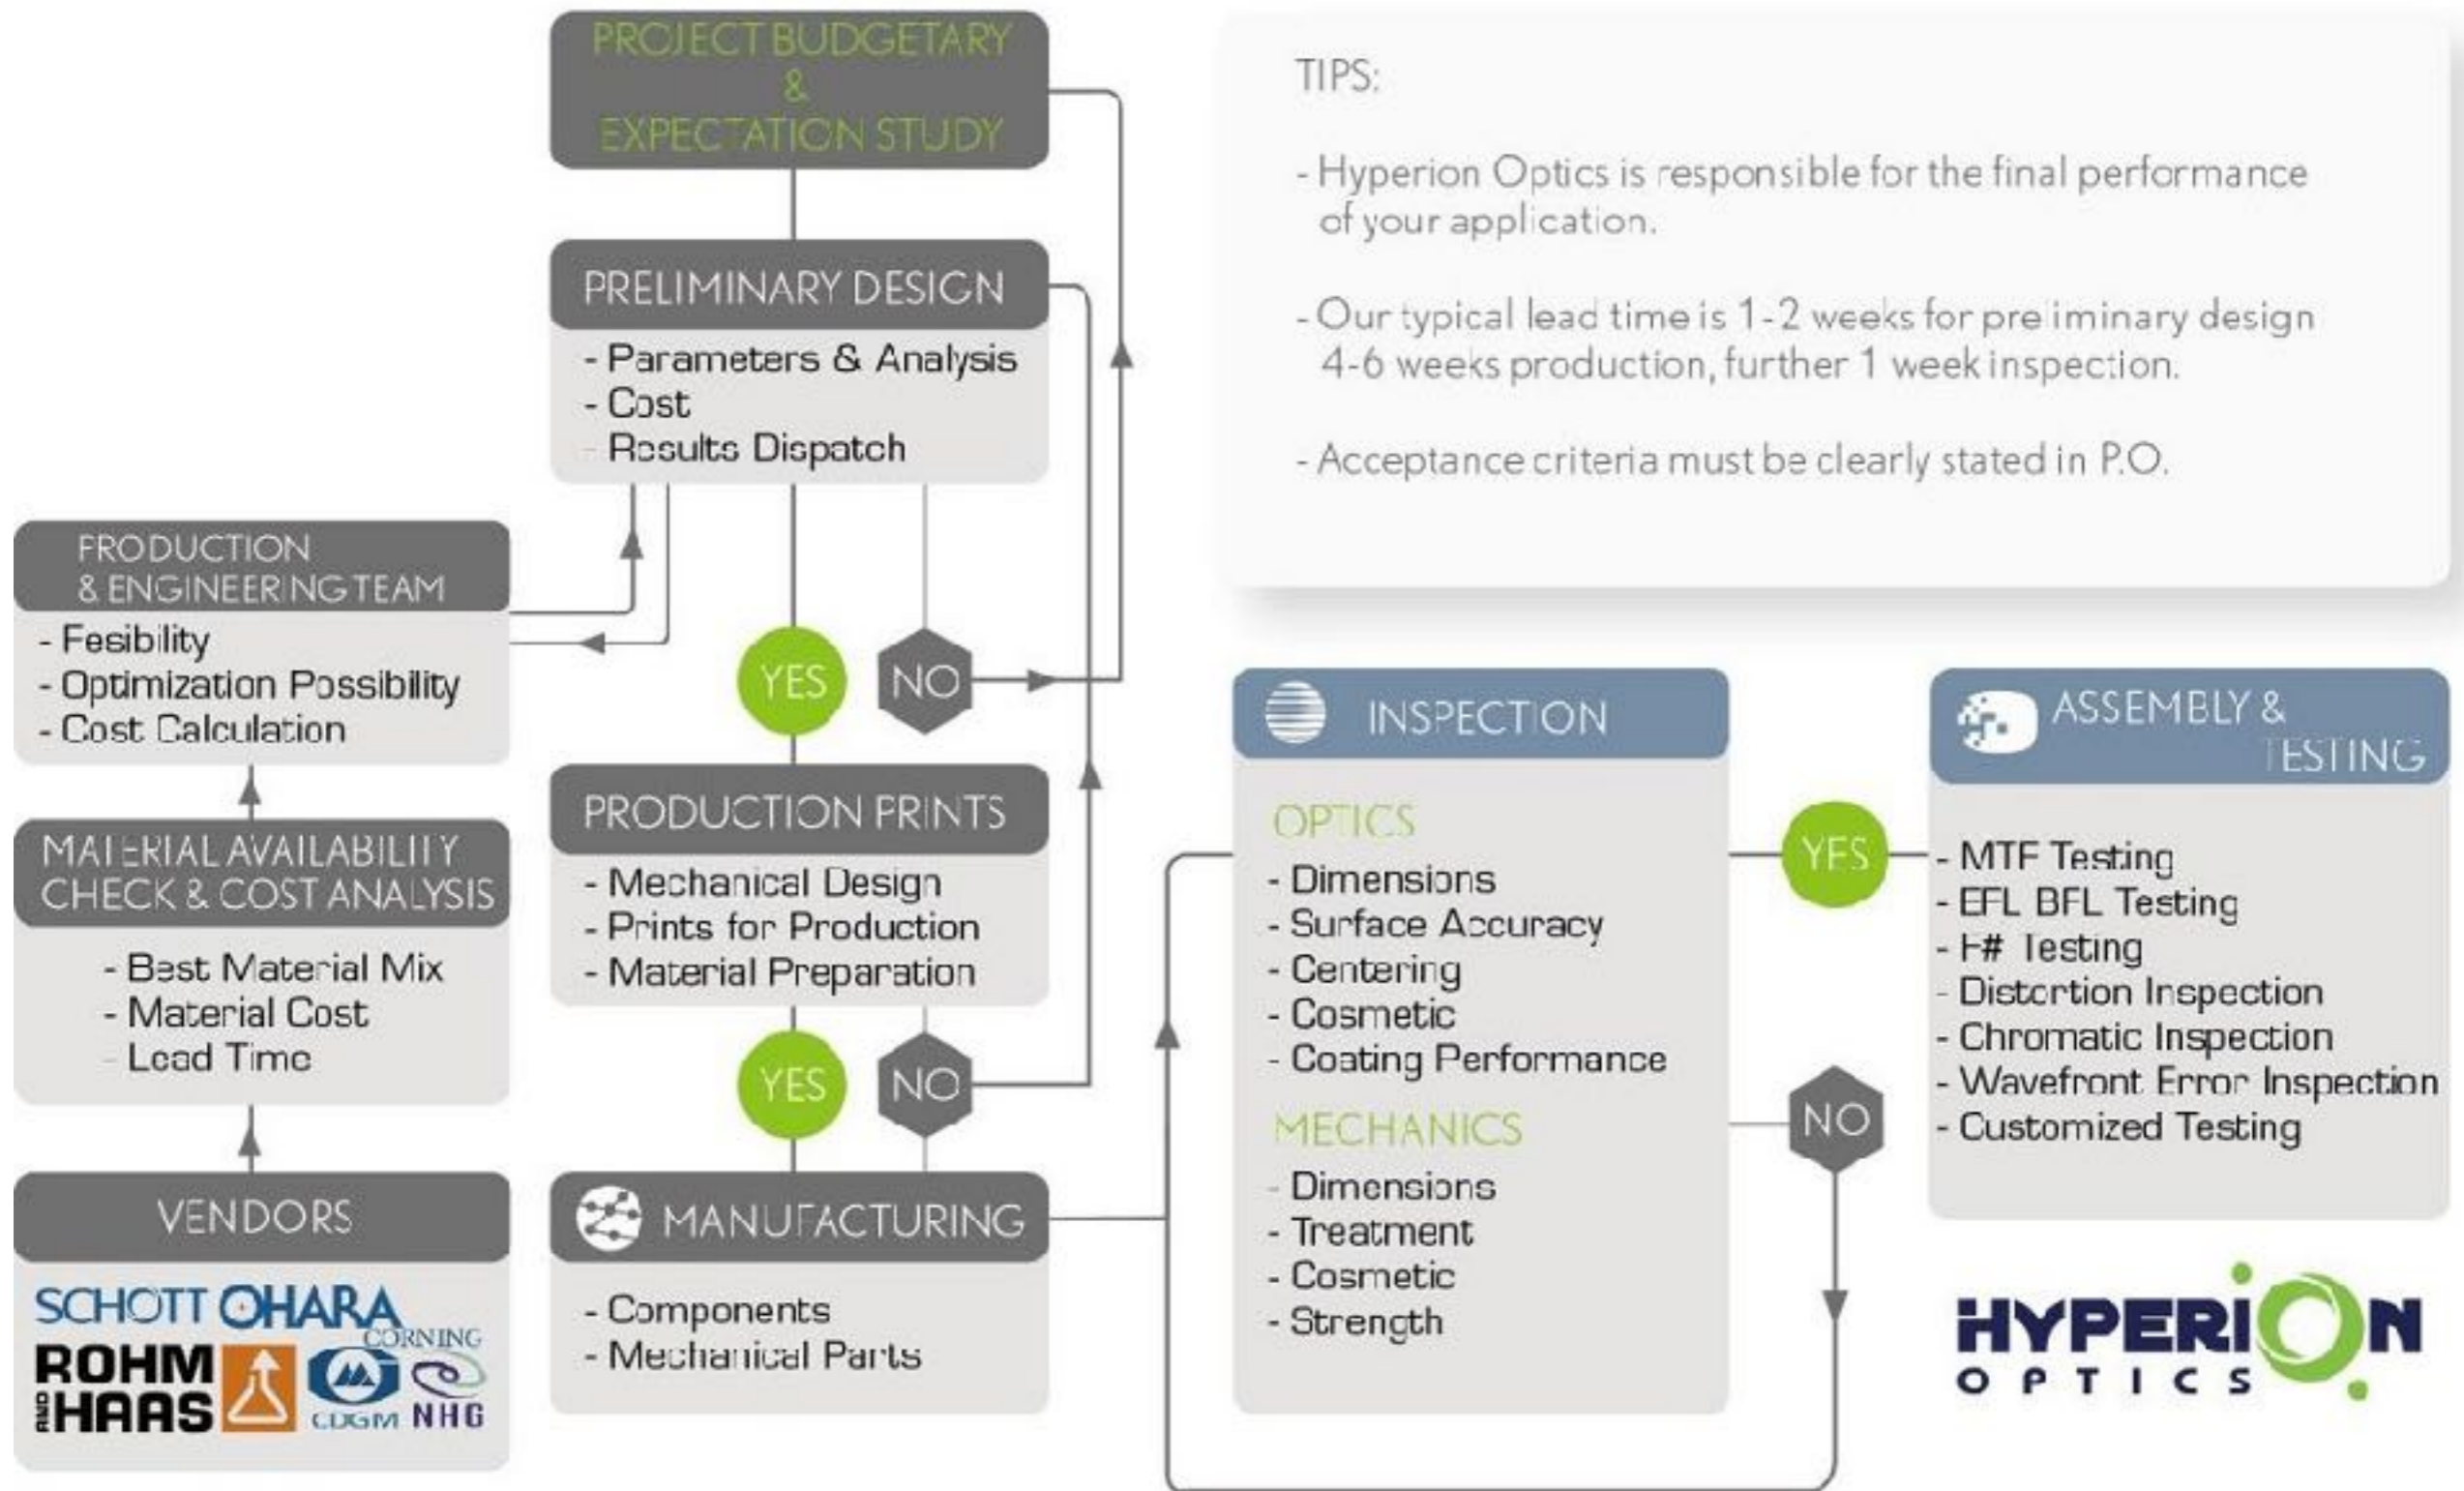 PROJECT BUDGETARY
&
EXPECTATION STUDY
PRELIMINARY DESIGN
- Parameters & Analysis
- Cost
- Results Dispatch
TIPS:
- Hyperion Optics is responsible for the final performance
of your application.
- Our typical lead time is 1-2 weeks for preliminary design
4-6 weeks production, further 1 week inspection.
- Acceptance criteria must be clearly stated in P.O.
PRODUCTION
& ENGINEERING TEAM
- Fesibility
- Optimization Possibility
- Cost Calculation
YES
NO
MATERIAL AVAILABILITY
CHECK & COST ANALYSIS
- Best Material Mix
- Material Cost
- Lead Time
PRODUCTION PRINTS
- Mechanical Design
- Prints for Production
- Material Preparation
YES
NO
VENDORS
SCHOTT OHARA
CORNING
ROHM
AND HAAS
CDGM NHG
MANUFACTURING
- Components
- Mechanical Parts
INSPECTION
OPTICS
- Dimensions
- Surface Accuracy
- Centering
- Cosmetic
- Coating Performance
MECHANICS
- Dimensions
- Treatment
- Cosmetic
- Strength
YES
NO
ASSEMBLY &
TESTING
- MTF Testing
- EFL BFL Testing
- F# Testing
- Distortion Inspection
- Chromatic Inspection
- Wavefront Error Inspection
- Customized Testing
HYPERION
OPTICS